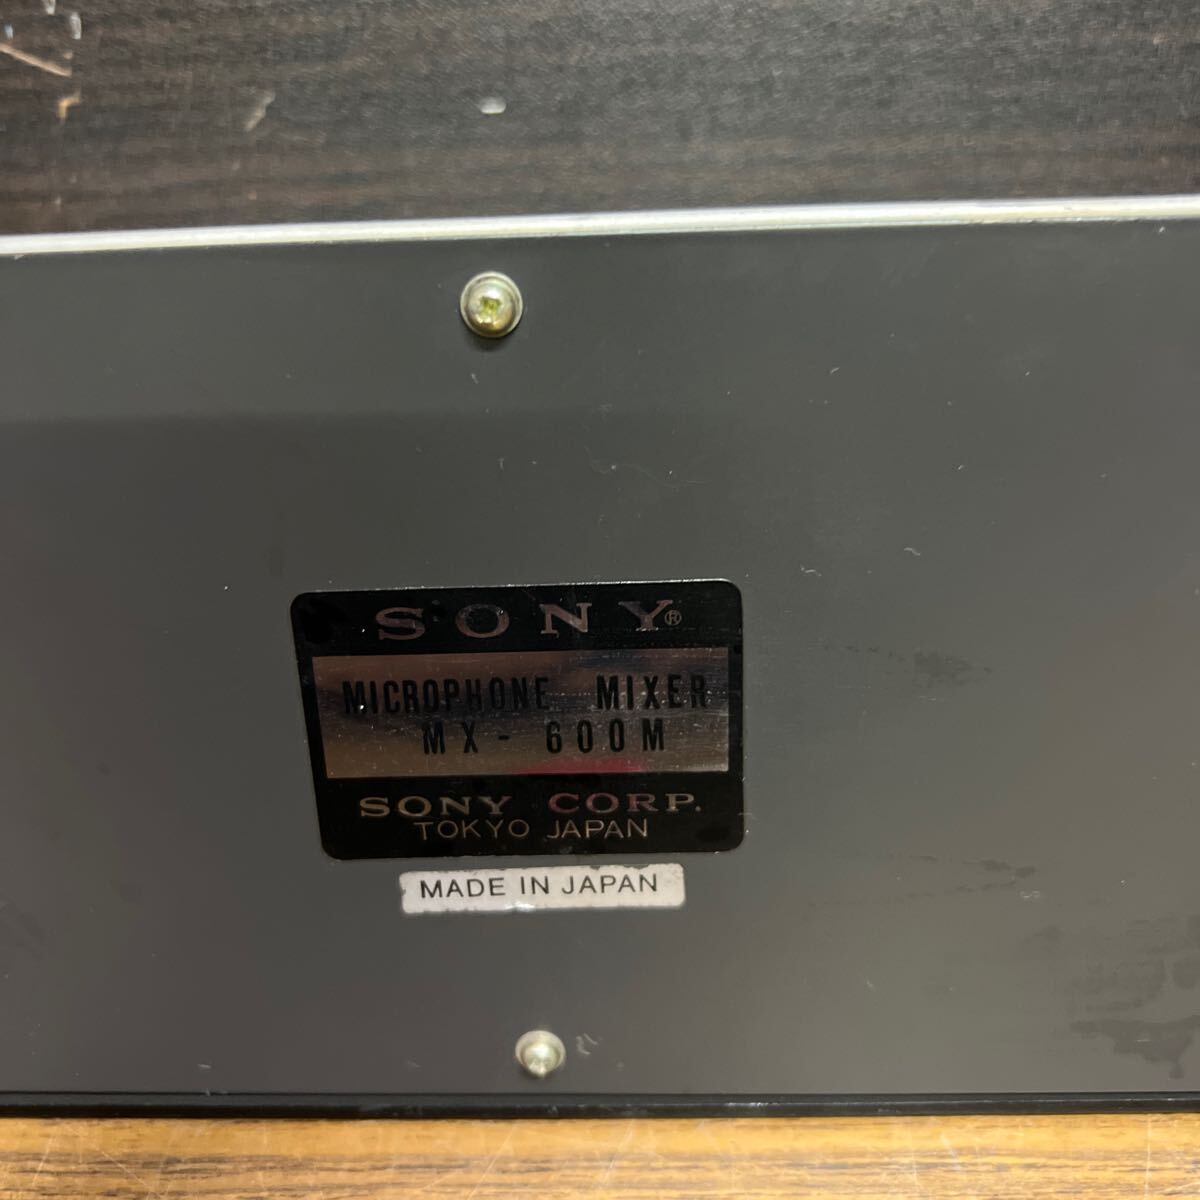 SONY®
MICROPHONE MIXER
MX-600M
SONY CORP.
TOKYO JAPAN
MADE IN JAPAN